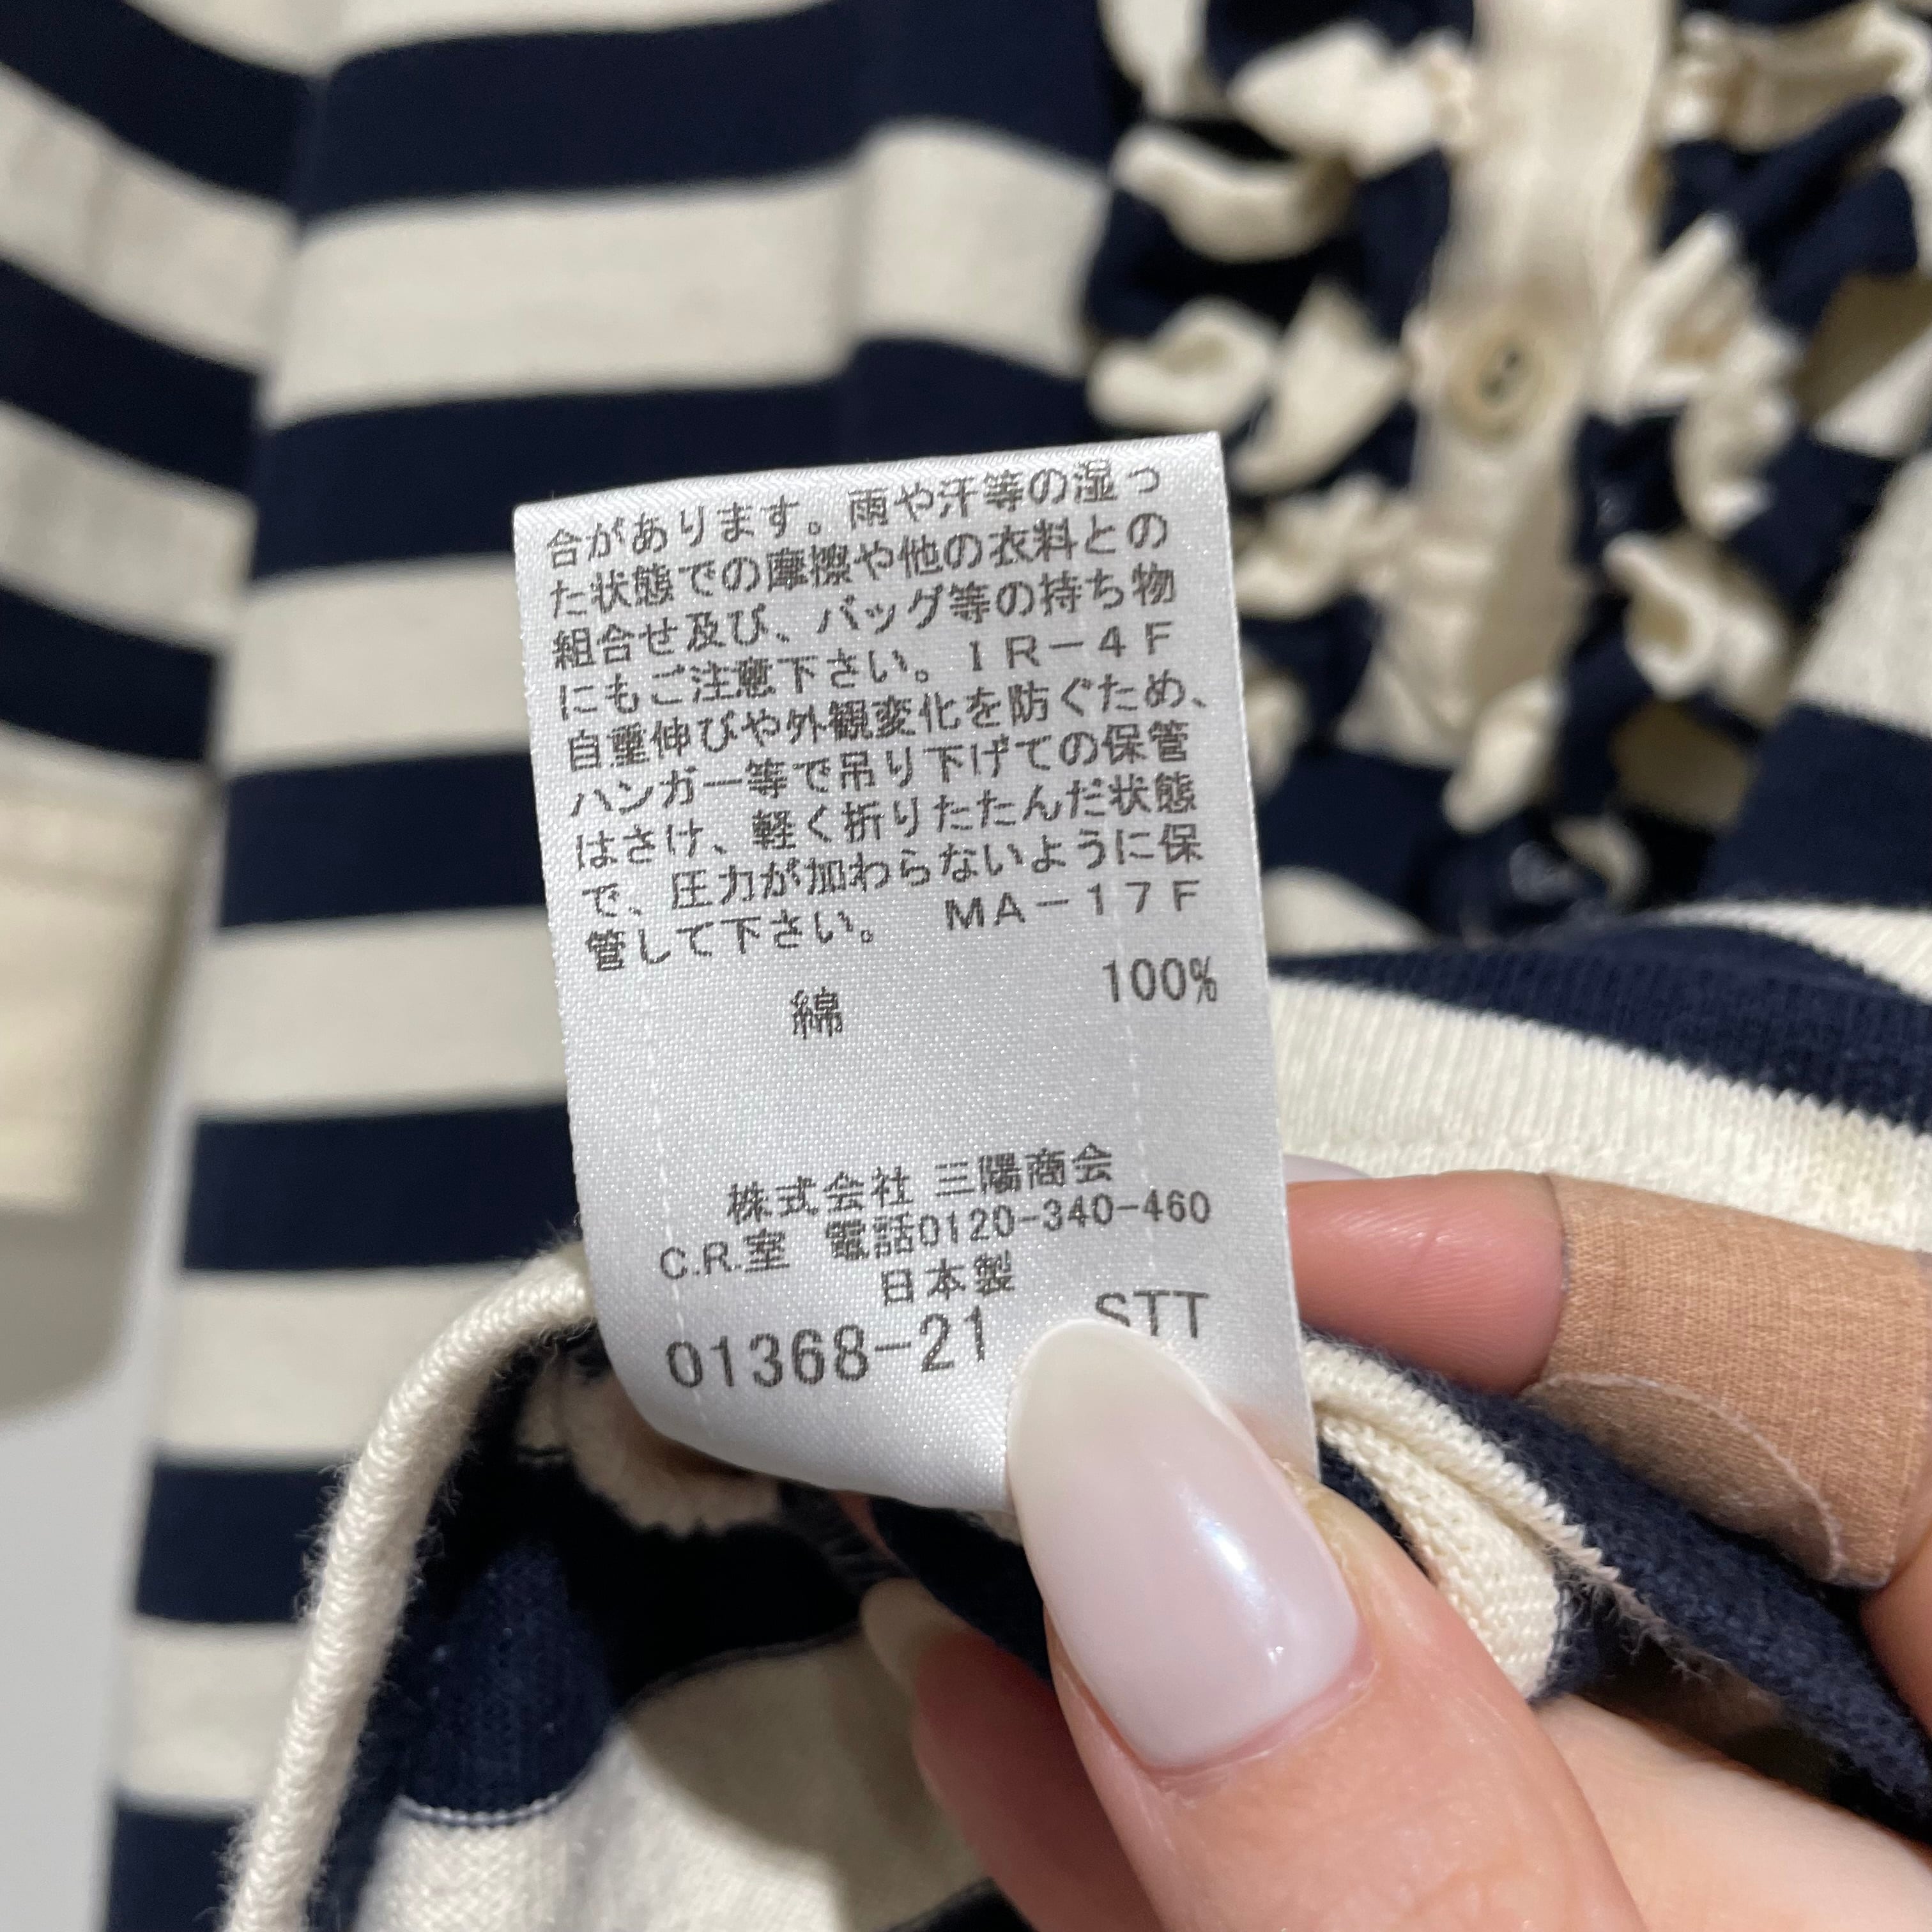 合があります。雨や汗等の湿っ
た状態での摩擦や他の衣料との
組合せ及び、バッグ等の持ち物
にもご注意下さい。IR-4F
自重伸びや外観変化を防ぐため、
ハンガー等で吊り下げての保管
はさけ、軽く折りたたんだ状態
で、圧力が加わらないように保
管して下さい。 MA-17F
綿 100%
株式会社 三陽商会
C.R.室 電話0120-340-460
日本製
01368-21 STT